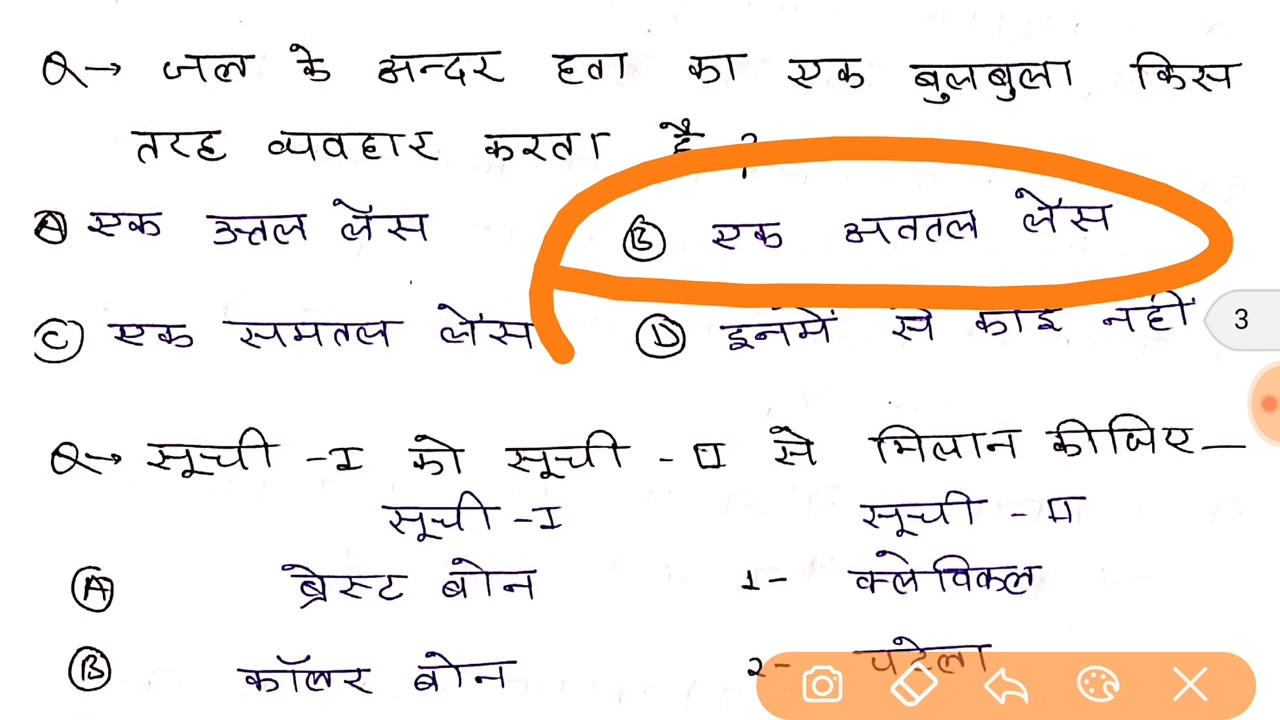 Q→ जल के अन्दर हवा का एक बुलबुला किस
तरह व्यवहार करता है ?
Ⓐ एक उत्तल लेंस Ⓑ एक अवतल लेंस
Ⓒ एक समतल लेंस Ⓓ इनमें से कोई नहीं
3
Q→ सूची -I को सूची - II से मिलान कीजिए—
सूची -I सूची - II
Ⓐ ब्रेस्ट बोन 1- क्लेविकल
Ⓑ कॉलर बोन 2- पटेला